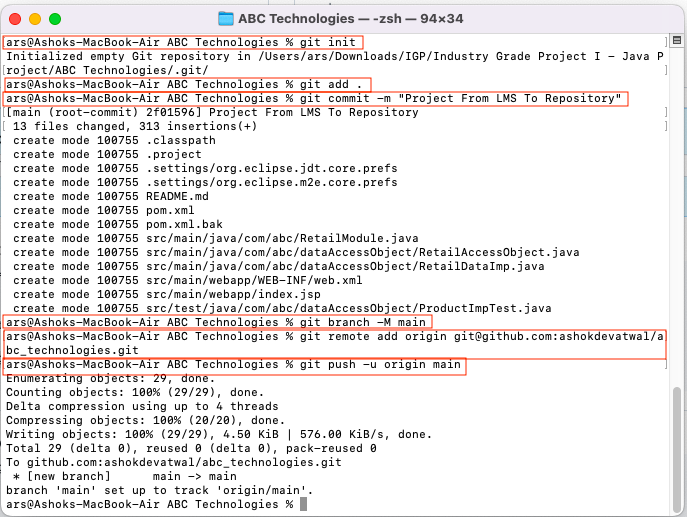 ABC Technologies — -zsh — 94×34
ars@Ashoks-MacBook-Air ABC Technologies % git init
Initialized empty Git repository in /Users/ars/Downloads/IGP/Industry Grade Project I – Java P
roject/ABC Technologies/.git/
ars@Ashoks-MacBook-Air ABC Technologies % git add .
ars@Ashoks-MacBook-Air ABC Technologies % git commit -m "Project From LMS To Repository"
[main (root-commit) 2f01596] Project From LMS To Repository
13 files changed, 313 insertions(+)
create mode 100755 .classpath
create mode 100755 .project
create mode 100755 .settings/org.eclipse.jdt.core.prefs
create mode 100755 .settings/org.eclipse.m2e.core.prefs
create mode 100755 README.md
create mode 100755 pom.xml
create mode 100755 pom.xml.bak
create mode 100755 src/main/java/com/abc/RetailModule.java
create mode 100755 src/main/java/com/abc/dataAccessObject/RetailAccessObject.java
create mode 100755 src/main/java/com/abc/dataAccessObject/RetailDataImp.java
create mode 100755 src/main/webapp/WEB-INF/web.xml
create mode 100755 src/main/webapp/index.jsp
create mode 100755 src/test/java/com/abc/dataAccessObject/ProductImpTest.java
ars@Ashoks-MacBook-Air ABC Technologies % git branch -M main
ars@Ashoks-MacBook-Air ABC Technologies % git remote add origin git@github.com:ashokdevatwal/a
bc_technologies.git
ars@Ashoks-MacBook-Air ABC Technologies % git push -u origin main
Enumerating objects: 29, done.
Counting objects: 100% (29/29), done.
Delta compression using up to 4 threads
Compressing objects: 100% (20/20), done.
Writing objects: 100% (29/29), 4.50 KiB | 576.00 KiB/s, done.
Total 29 (delta 0), reused 0 (delta 0), pack-reused 0
To github.com:ashokdevatwal/abc_technologies.git
* [new branch]      main -> main
branch 'main' set up to track 'origin/main'.
ars@Ashoks-MacBook-Air ABC Technologies %